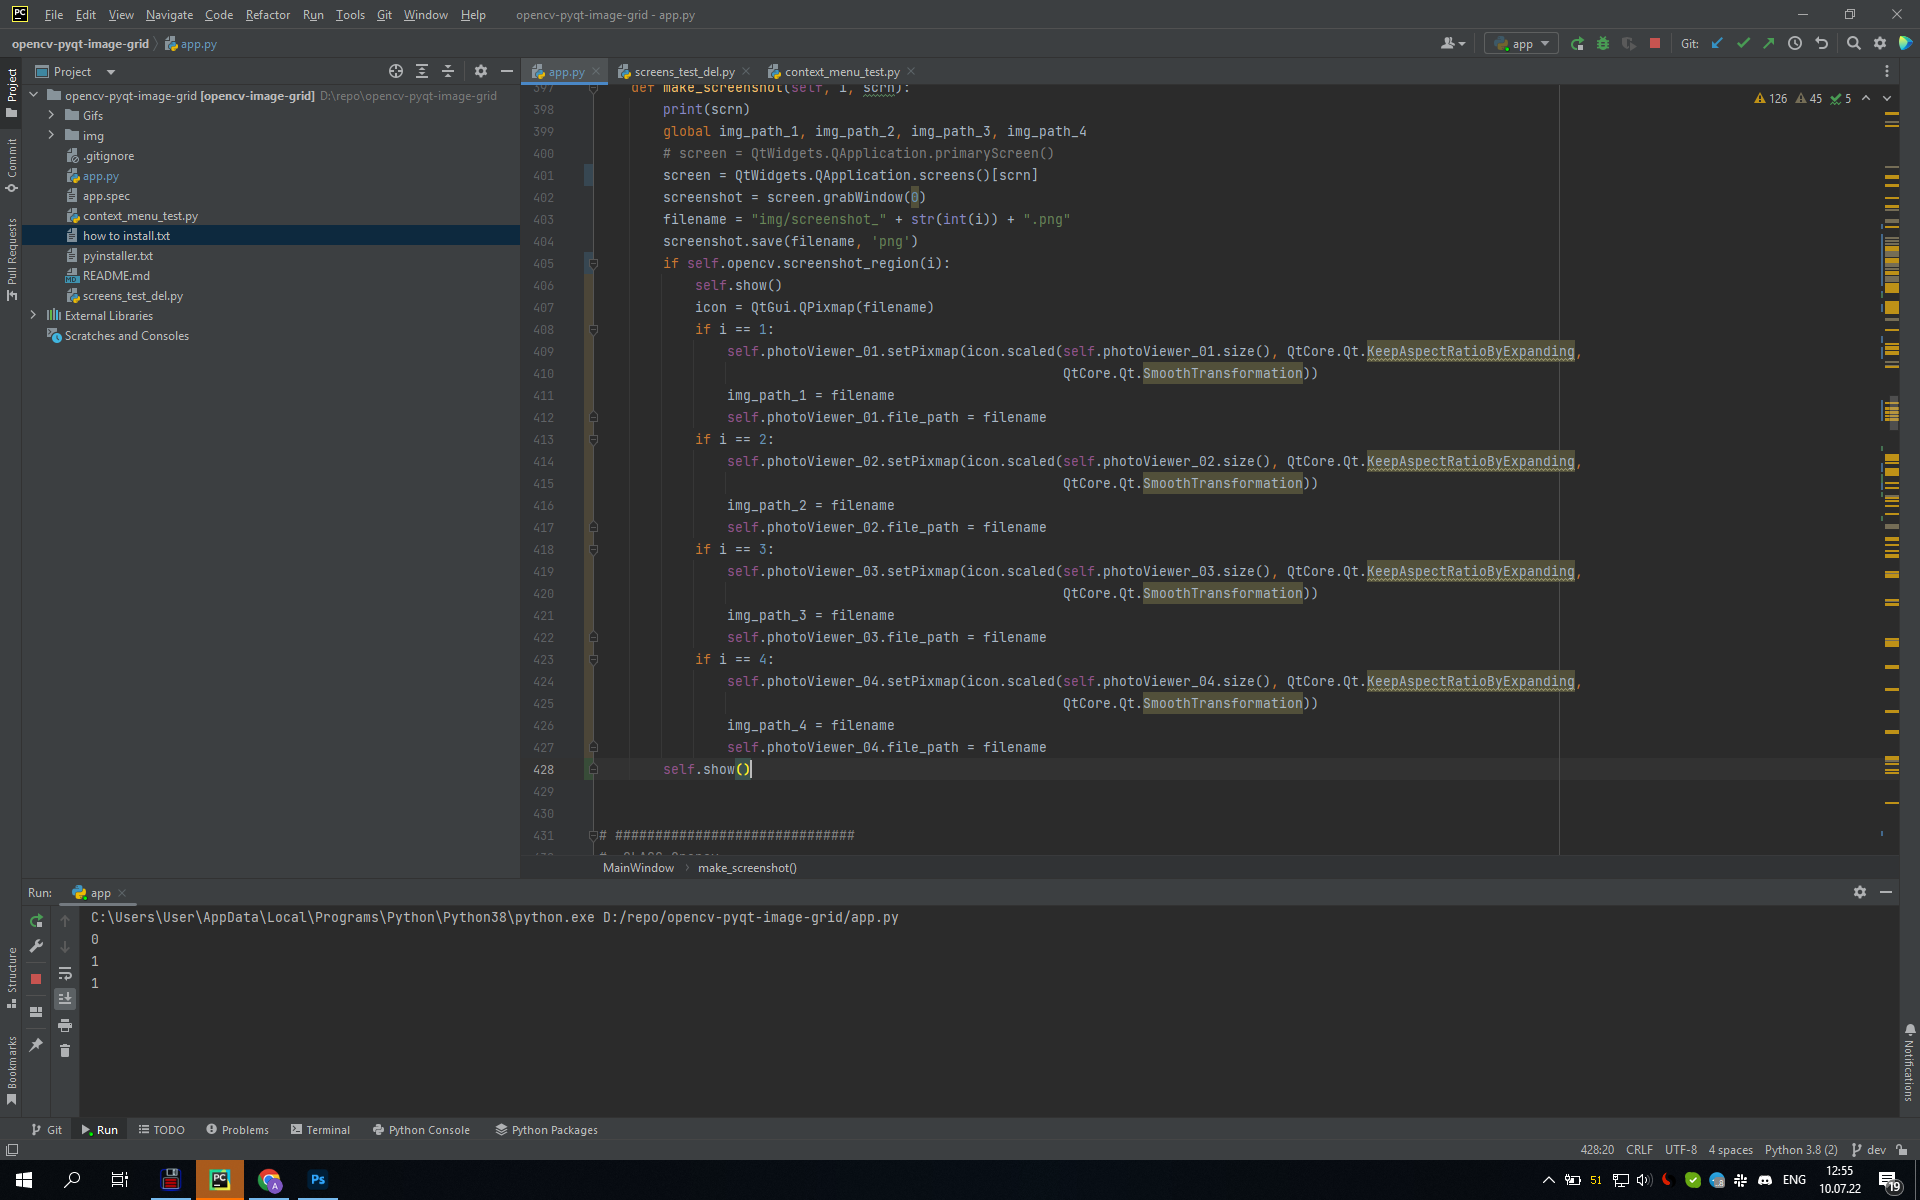 PC File Edit View Navigate Code Refactor Run Tools Git Window Help opencv-pyqt-image-grid - app.py
opencv-pyqt-image-grid app.py app Git:
Project app.py screens_test_del.py context_menu_test.py
opencv-pyqt-image-grid [opencv-image-grid] D:\repo\opencv-pyqt-image-grid
Gifs
img
.gitignore
app.py
app.spec
context_menu_test.py
how to install.txt
pyinstaller.txt
README.md
screens_test_del.py
External Libraries
Scratches and Consoles
Project
Commit
Pull Requests
126 45 5
397 def make_screenshot(self, i, scrn):
398 print(scrn)
399 global img_path_1, img_path_2, img_path_3, img_path_4
400 # screen = QtWidgets.QApplication.primaryScreen()
401 screen = QtWidgets.QApplication.screens()[scrn]
402 screenshot = screen.grabWindow(0)
403 filename = "img/screenshot_" + str(int(i)) + ".png"
404 screenshot.save(filename, 'png')
405 if self.opencv.screenshot_region(i):
406 self.show()
407 icon = QtGui.QPixmap(filename)
408 if i == 1:
409 self.photoViewer_01.setPixmap(icon.scaled(self.photoViewer_01.size(), QtCore.Qt.KeepAspectRatioByExpanding,
410 QtCore.Qt.SmoothTransformation))
411 img_path_1 = filename
412 self.photoViewer_01.file_path = filename
413 if i == 2:
414 self.photoViewer_02.setPixmap(icon.scaled(self.photoViewer_02.size(), QtCore.Qt.KeepAspectRatioByExpanding,
415 QtCore.Qt.SmoothTransformation))
416 img_path_2 = filename
417 self.photoViewer_02.file_path = filename
418 if i == 3:
419 self.photoViewer_03.setPixmap(icon.scaled(self.photoViewer_03.size(), QtCore.Qt.KeepAspectRatioByExpanding,
420 QtCore.Qt.SmoothTransformation))
421 img_path_3 = filename
422 self.photoViewer_03.file_path = filename
423 if i == 4:
424 self.photoViewer_04.setPixmap(icon.scaled(self.photoViewer_04.size(), QtCore.Qt.KeepAspectRatioByExpanding,
425 QtCore.Qt.SmoothTransformation))
426 img_path_4 = filename
427 self.photoViewer_04.file_path = filename
428 self.show()
429
430
431 # ##############################
MainWindow make_screenshot()
Run: app
C:\Users\User\AppData\Local\Programs\Python\Python38\python.exe D:/repo/opencv-pyqt-image-grid/app.py
0
1
1
Structure
Bookmarks
Notifications
Git Run TODO Problems Terminal Python Console Python Packages
428:20 CRLF UTF-8 4 spaces Python 3.8 (2) dev
PC A Ps 51 ENG 12:55
10.07.22 19